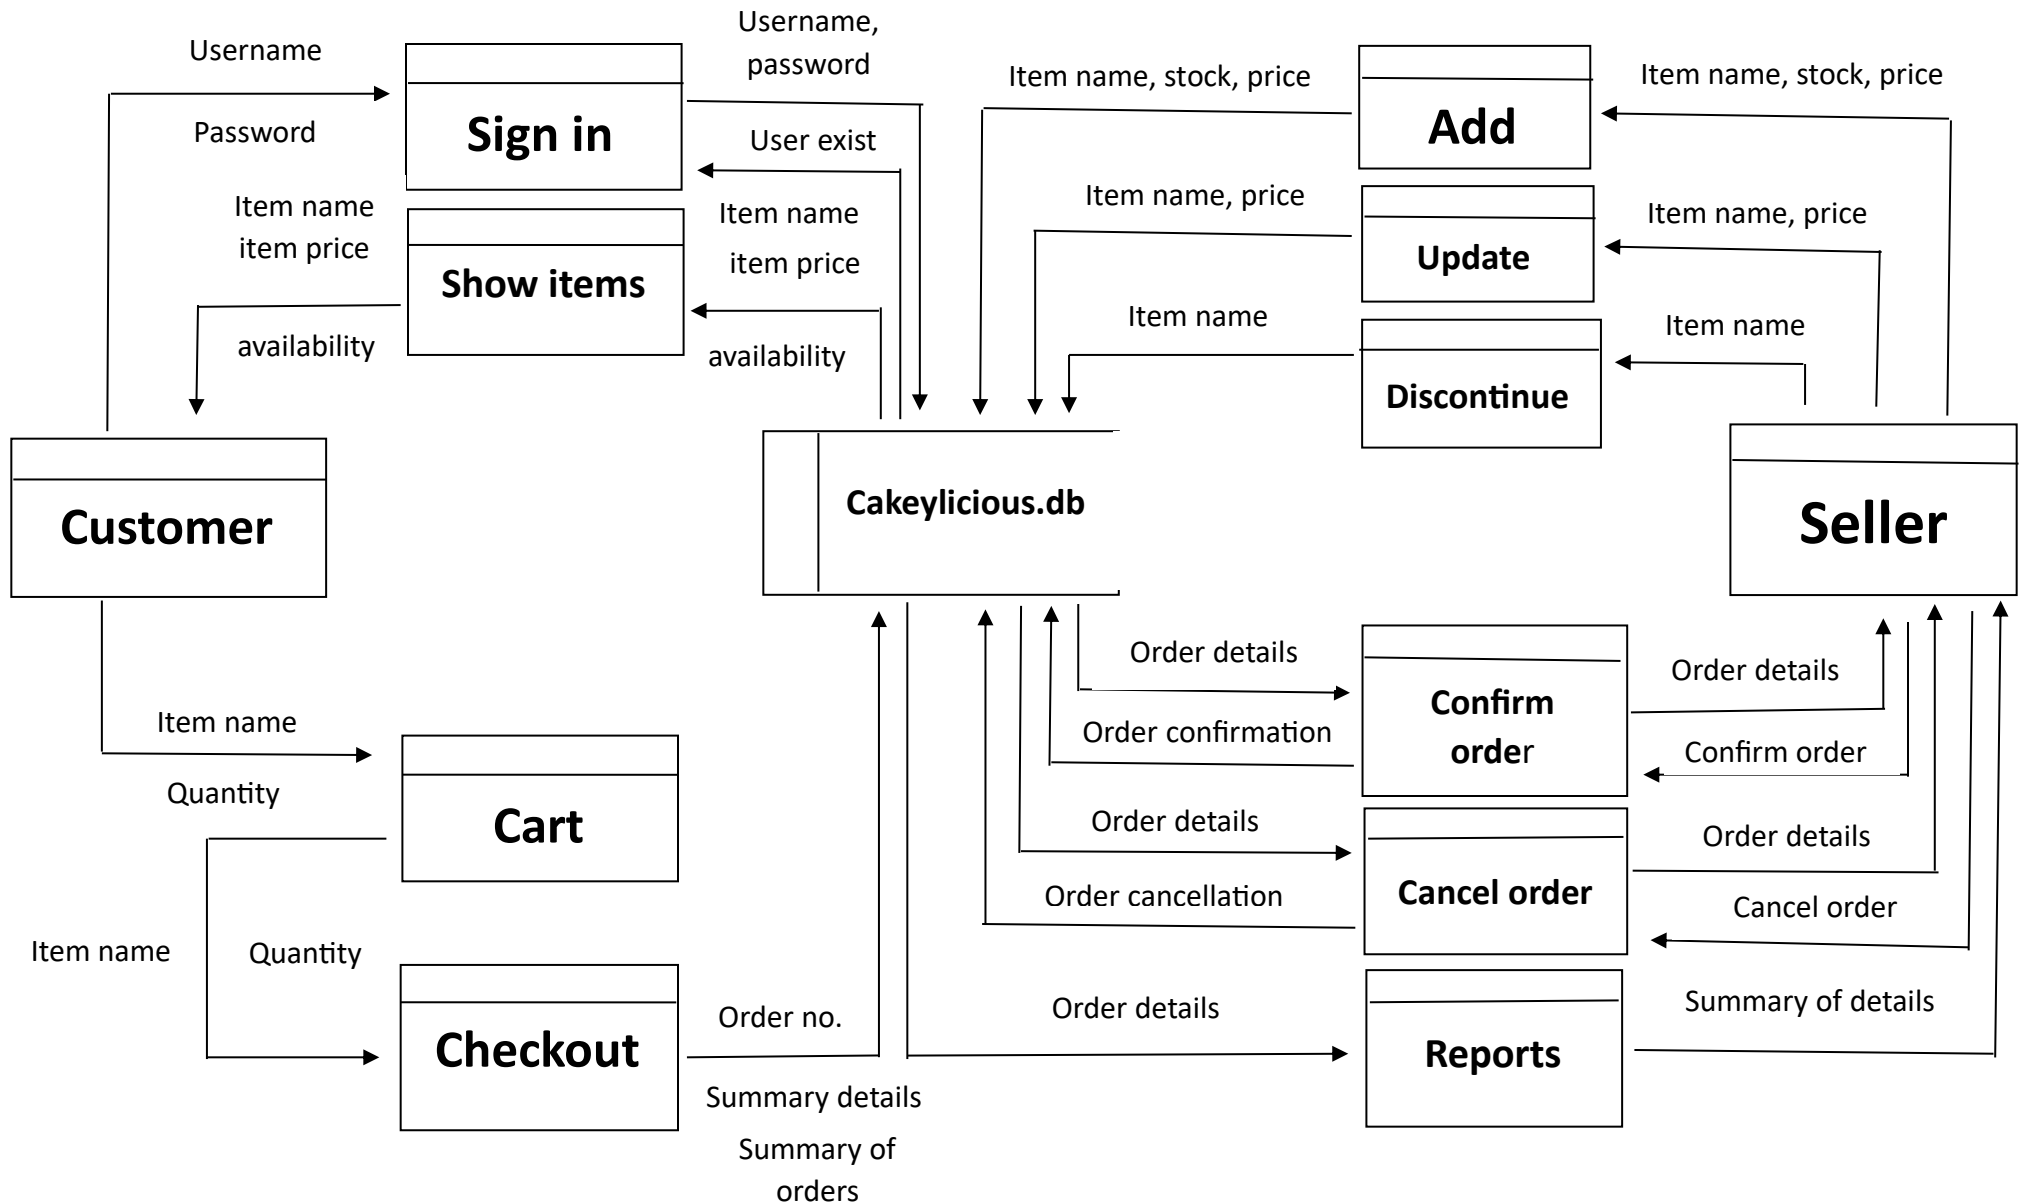 Username
Password
Sign in
Username,
password
User exist
Item name
item price
availability
Show items
Item name
item price
availability
Item name, stock, price
Add
Item name, stock, price
Item name, price
Update
Item name, price
Item name
Discontinue
Item name
Customer
Cakeylicious.db
Seller
Item name
Quantity
Cart
Item name
Quantity
Checkout
Order no.
Summary details
Summary of
orders
Order details
Order confirmation
Confirm
order
Order details
Confirm order
Order details
Order cancellation
Cancel order
Order details
Cancel order
Order details
Reports
Summary of details